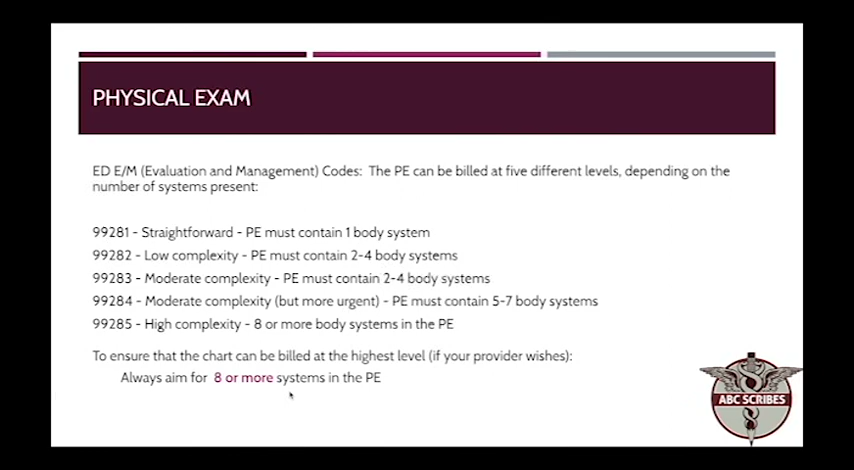 PHYSICAL EXAM
ED E/M (Evaluation and Management) Codes: The PE can be billed at five different levels, depending on the
number of systems present:
99281 - Straightforward - PE must contain 1 body system
99282 - Low complexity - PE must contain 2-4 body systems
99283 - Moderate complexity - PE must contain 2-4 body systems
99284 - Moderate complexity (but more urgent) - PE must contain 5-7 body systems
99285 - High complexity - 8 or more body systems in the PE
To ensure that the chart can be billed at the highest level (if your provider wishes):
Always aim for 8 or more systems in the PE
ABC SCRIBES